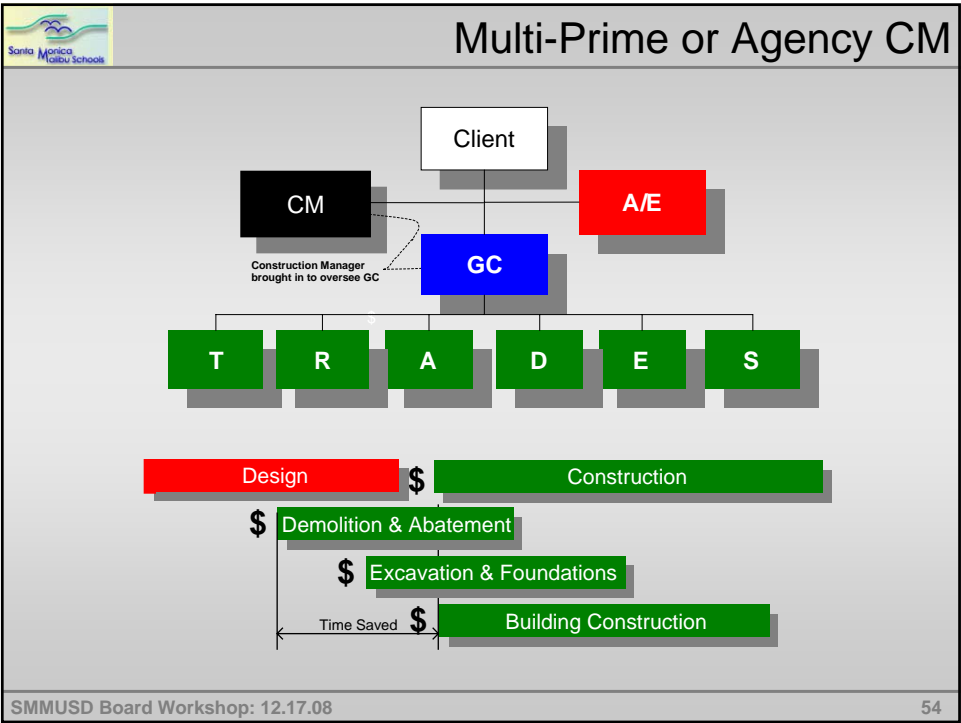 Santa Monica
Malibu Schools
Multi-Prime or Agency CM
Client
CM
A/E
Construction Manager
brought in to oversee GC
GC
$
T R A D E S
Design $ Construction
$ Demolition & Abatement
$ Excavation & Foundations
Time Saved $ Building Construction
SMMUSD Board Workshop: 12.17.08 54